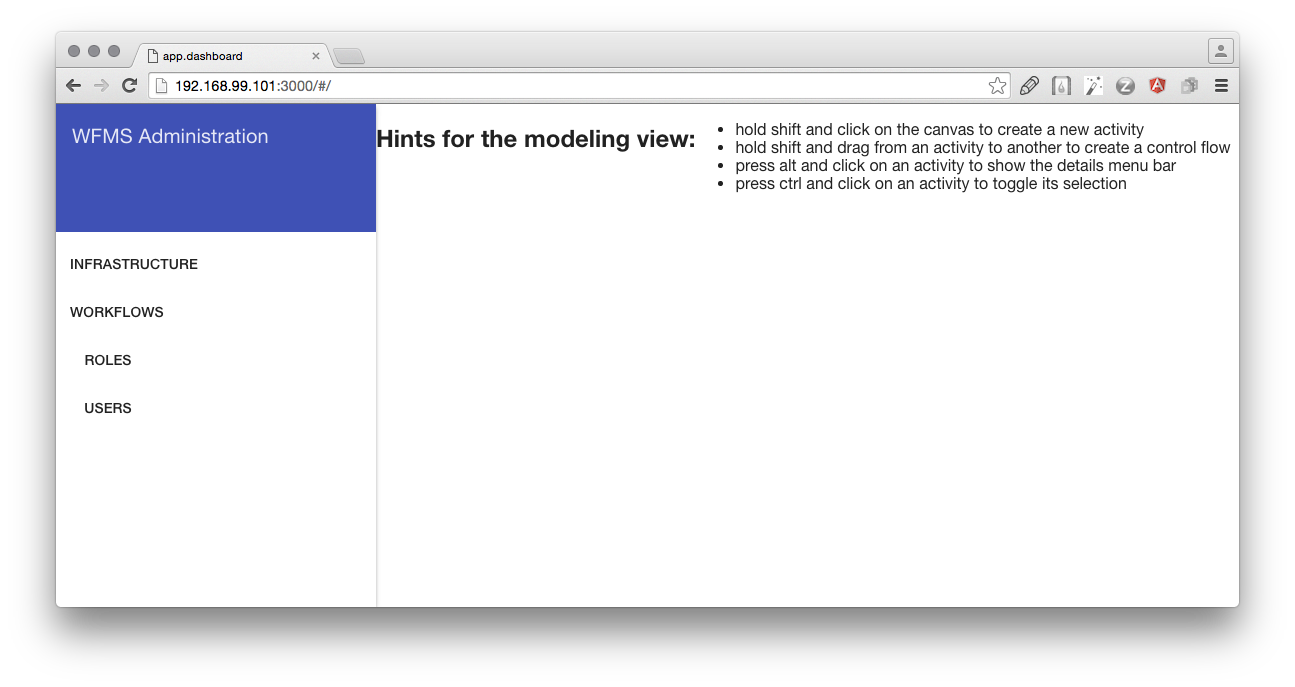 app.dashboard
192.168.99.101:3000/#/
WFMS Administration
INFRASTRUCTURE
WORKFLOWS
ROLES
USERS
Hints for the modeling view:
• hold shift and click on the canvas to create a new activity
• hold shift and drag from an activity to another to create a control flow
• press alt and click on an activity to show the details menu bar
• press ctrl and click on an activity to toggle its selection